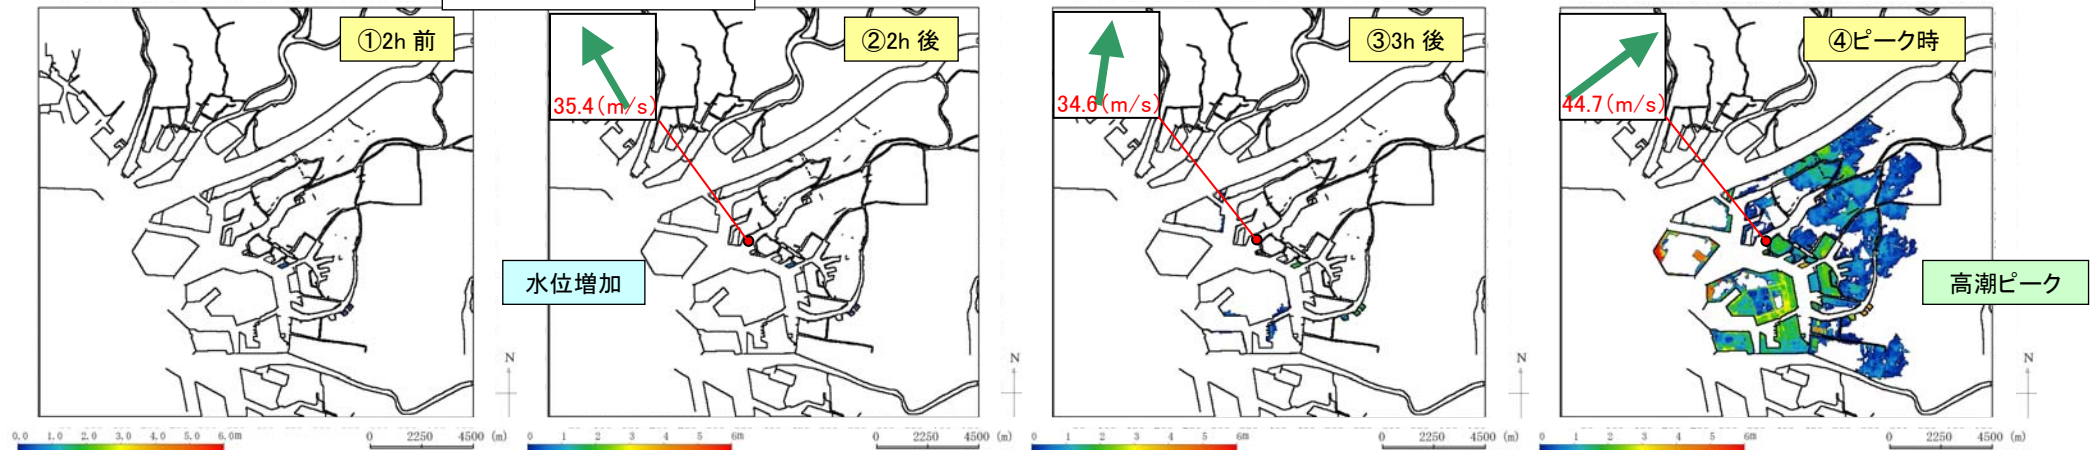 ①2h 前
②2h 後
③3h 後
④ピーク時
35.4(m/s)
34.6(m/s)
44.7(m/s)
水位増加
高潮ピーク
N
N
N
N
0.0 1.0 2.0 3.0 4.0 5.0 6.0m
0 2250 4500 (m)
0 1 2 3 4 5 6m
0 2250 4500 (m)
0 1 2 3 4 5 6m
0 2250 4500 (m)
0 1 2 3 4 5 6m
0 2250 4500 (m)